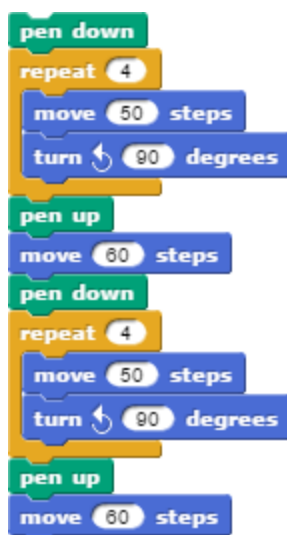 pen down
repeat 4
move 50 steps
turn 90 degrees
pen up
move 60 steps
pen down
repeat 4
move 50 steps
turn 90 degrees
pen up
move 60 steps